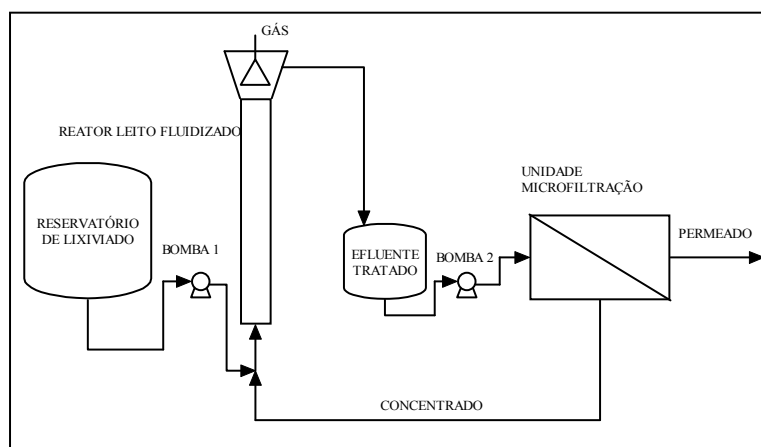 GÁS
REATOR LEITO FLUIDIZADO
RESERVATÓRIO
DE LIXIVIADO
BOMBA 1
EFLUENTE
TRATADO
BOMBA 2
UNIDADE
MICROFILTRAÇÃO
PERMEADO
CONCENTRADO